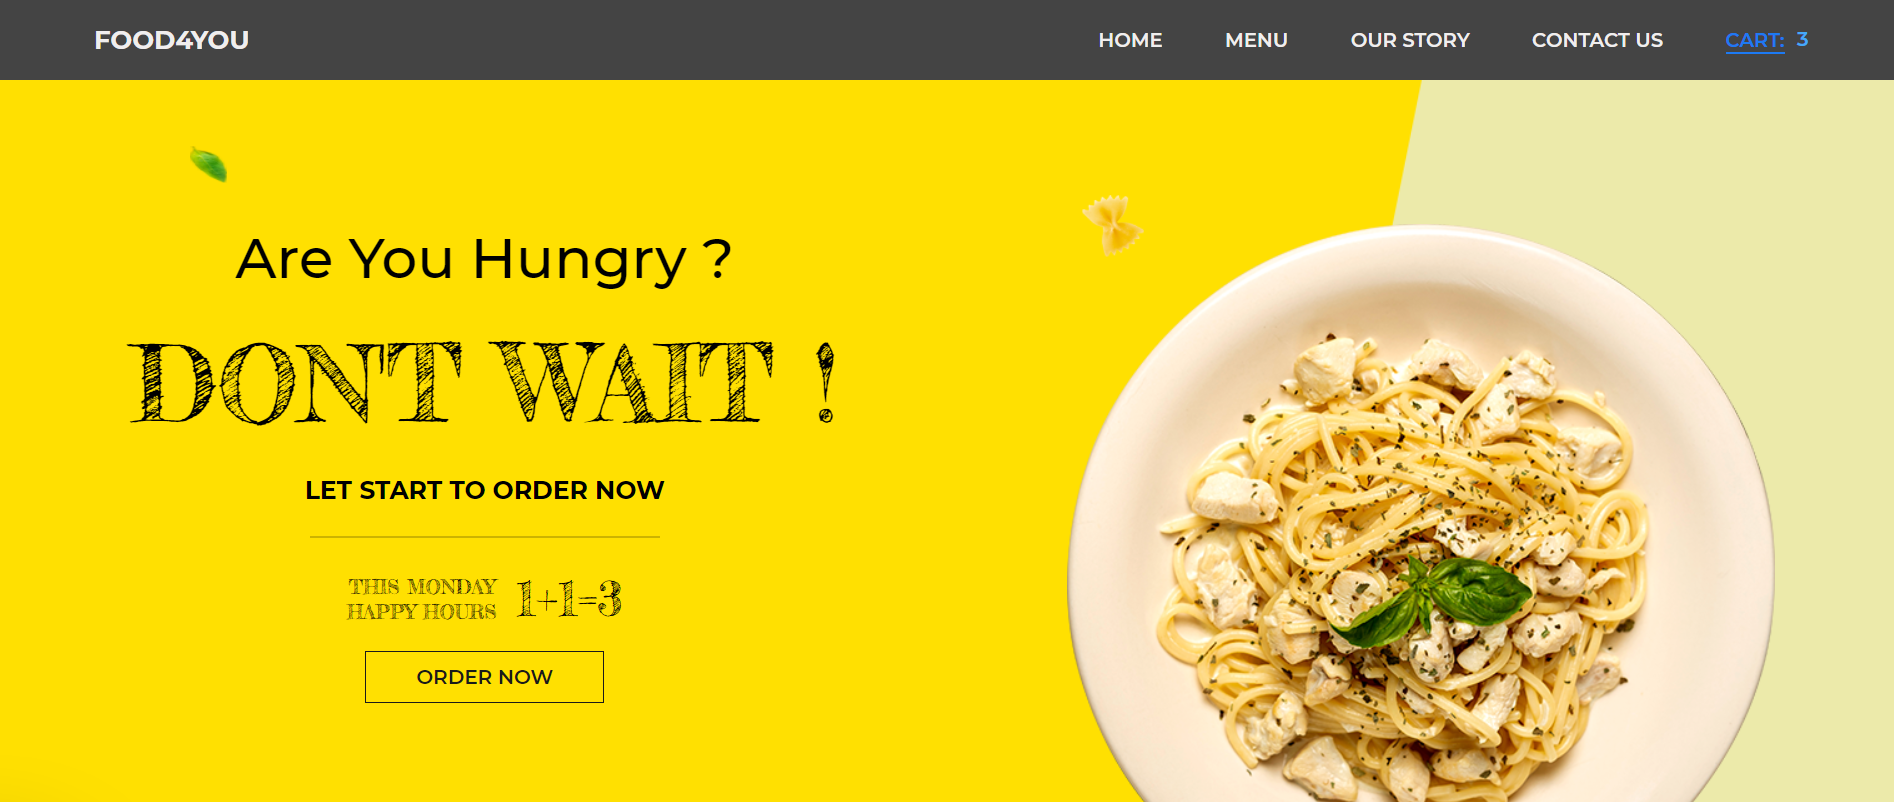 FOOD4YOU
HOME MENU OUR STORY CONTACT US CART: 3
Are You Hungry ?
DON'T WAIT !
LET START TO ORDER NOW
THIS MONDAY
HAPPY HOURS
1+1=3
ORDER NOW